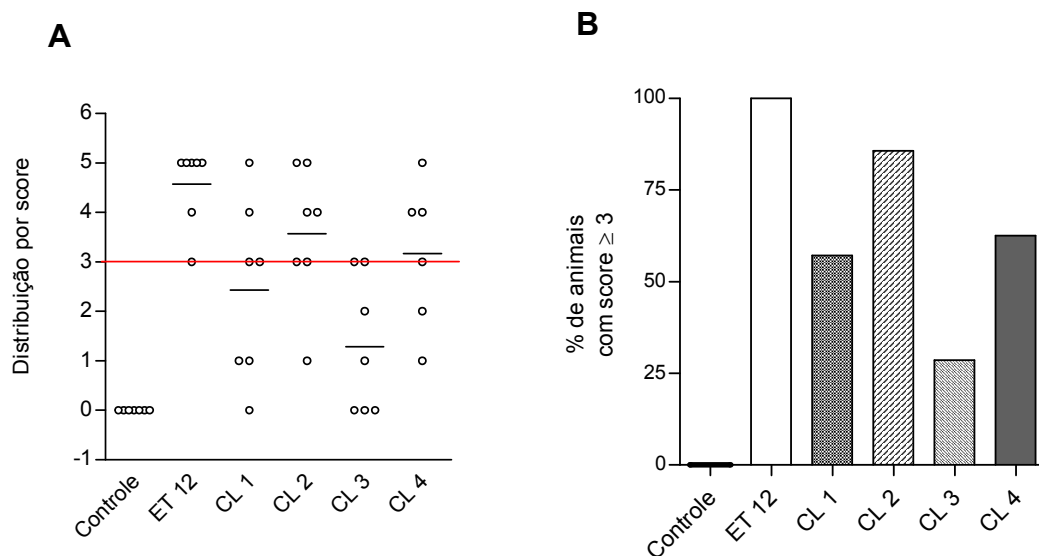 A
Distribuição por score
6
5
4
3
2
1
0
-1
Controle
ET 12
CL 1
CL 2
CL 3
CL 4
B
% de animais
com score ≥ 3
100
75
50
25
0
Controle
ET 12
CL 1
CL 2
CL 3
CL 4